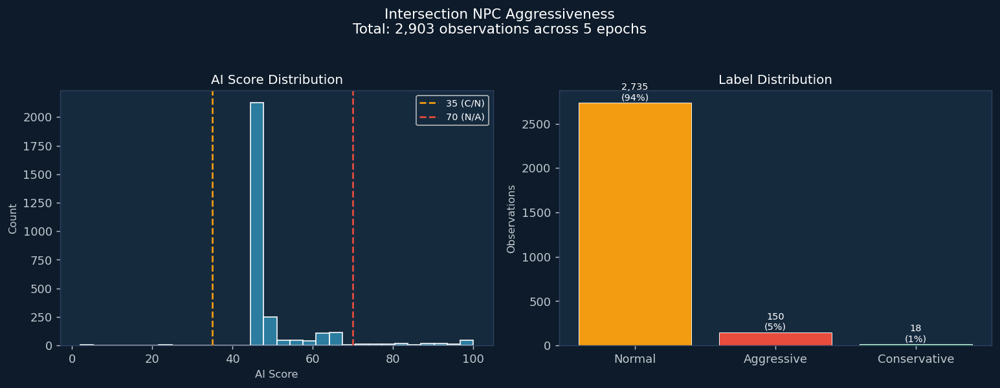 Intersection NPC Aggressiveness
Total: 2,903 observations across 5 epochs
AI Score Distribution
Count
2000
1750
1500
1250
1000
750
500
250
0
35 (C/N)
70 (N/A)
0 20 40 60 80 100
AI Score
Label Distribution
Observations
2500
2000
1500
1000
500
0
2,735
(94%)
150
(5%)
18
(1%)
Normal Aggressive Conservative